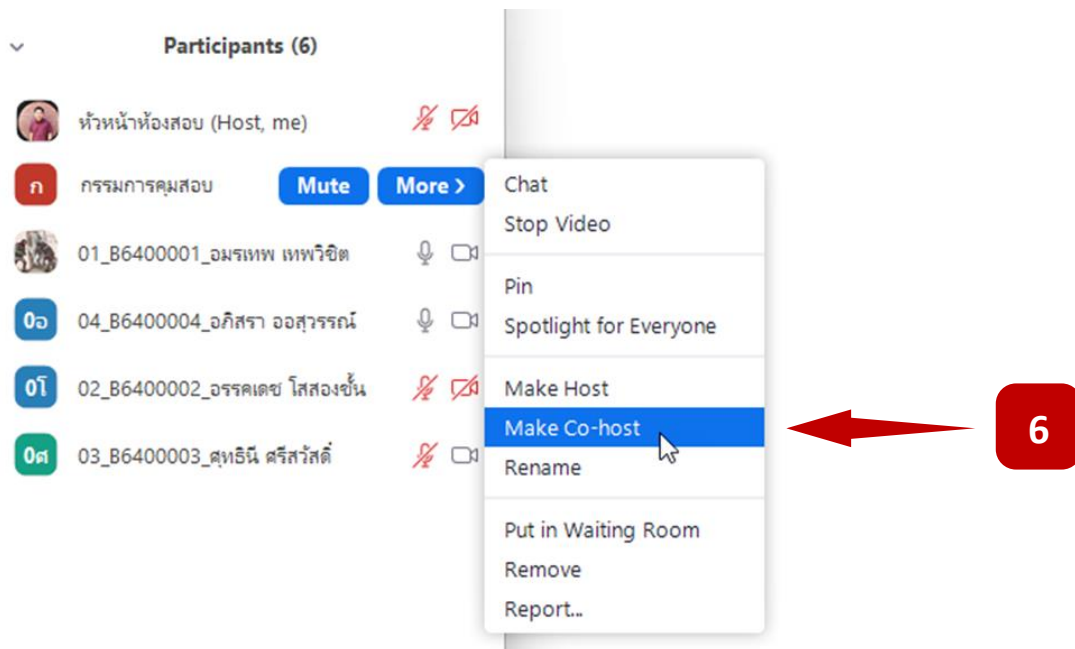 Participants (6)
หัวหน้าห้องสอบ (Host, me)
ก กรรมการคุมสอบ Mute More >
01_B6400001_อมรเทพ เทพวิชิต
0อ 04_B6400004_อภิสรา ออสุวรรณ์
0โ 02_B6400002_อรรคเดช โสสองชั้น
0ศ 03_B6400003_ศุทธินี ศรีสวัสดิ์
Chat
Stop Video
Pin
Spotlight for Everyone
Make Host
Make Co-host
Rename
Put in Waiting Room
Remove
Report...
6